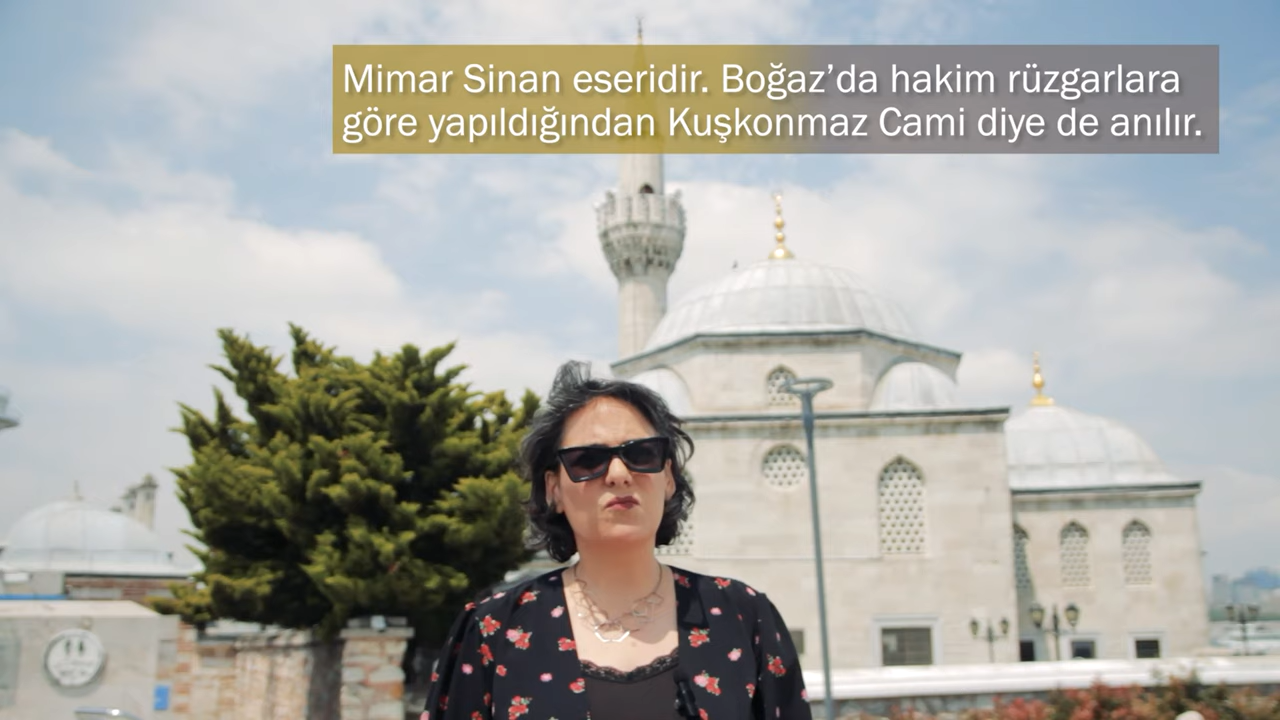 Mimar Sinan eseridir. Boğaz’da hakim rüzgarlara
göre yapıldığından Kuşkonmaz Cami diye de anılır.